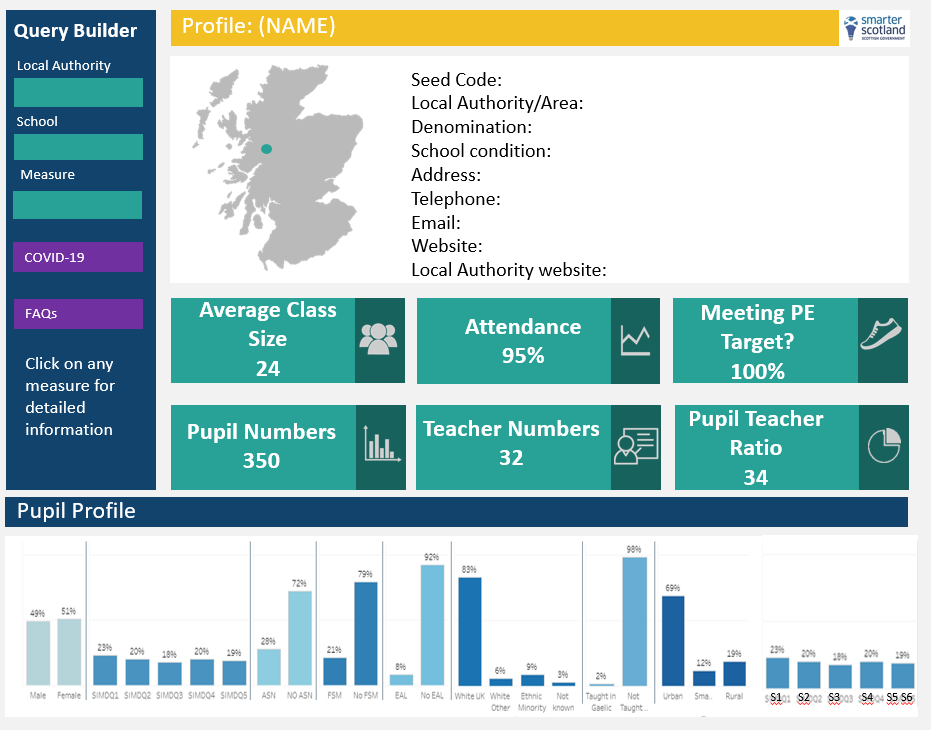 Query Builder
Local Authority
School
Measure
COVID-19
FAQs
Click on any
measure for
detailed
information
Profile: (NAME)
smarter
scotland
SCOTTISH GOVERNMENT
Seed Code:
Local Authority/Area:
Denomination:
School condition:
Address:
Telephone:
Email:
Website:
Local Authority website:
Average Class
Size
24
Attendance
95%
Meeting PE
Target?
100%
Pupil Numbers
350
Teacher Numbers
32
Pupil Teacher
Ratio
34
Pupil Profile
49% 51% 23% 20% 18% 20% 19% 28% 72% 21% 79% 8% 92% 83% 6% 9% 3% 2% 98% 69% 12% 19% 23% 20% 18% 20% 19%
Male Female SIMDQ1 SIMDQ2 SIMDQ3 SIMDQ4 SIMDQ5 ASN NO ASN FSM No FSM EAL No EAL White UK White Ethnic Not Taught in Not Urban Sma.. Rural S1 S2 S3 S4 S5 S6
Other Minority known Gaelic Taught...